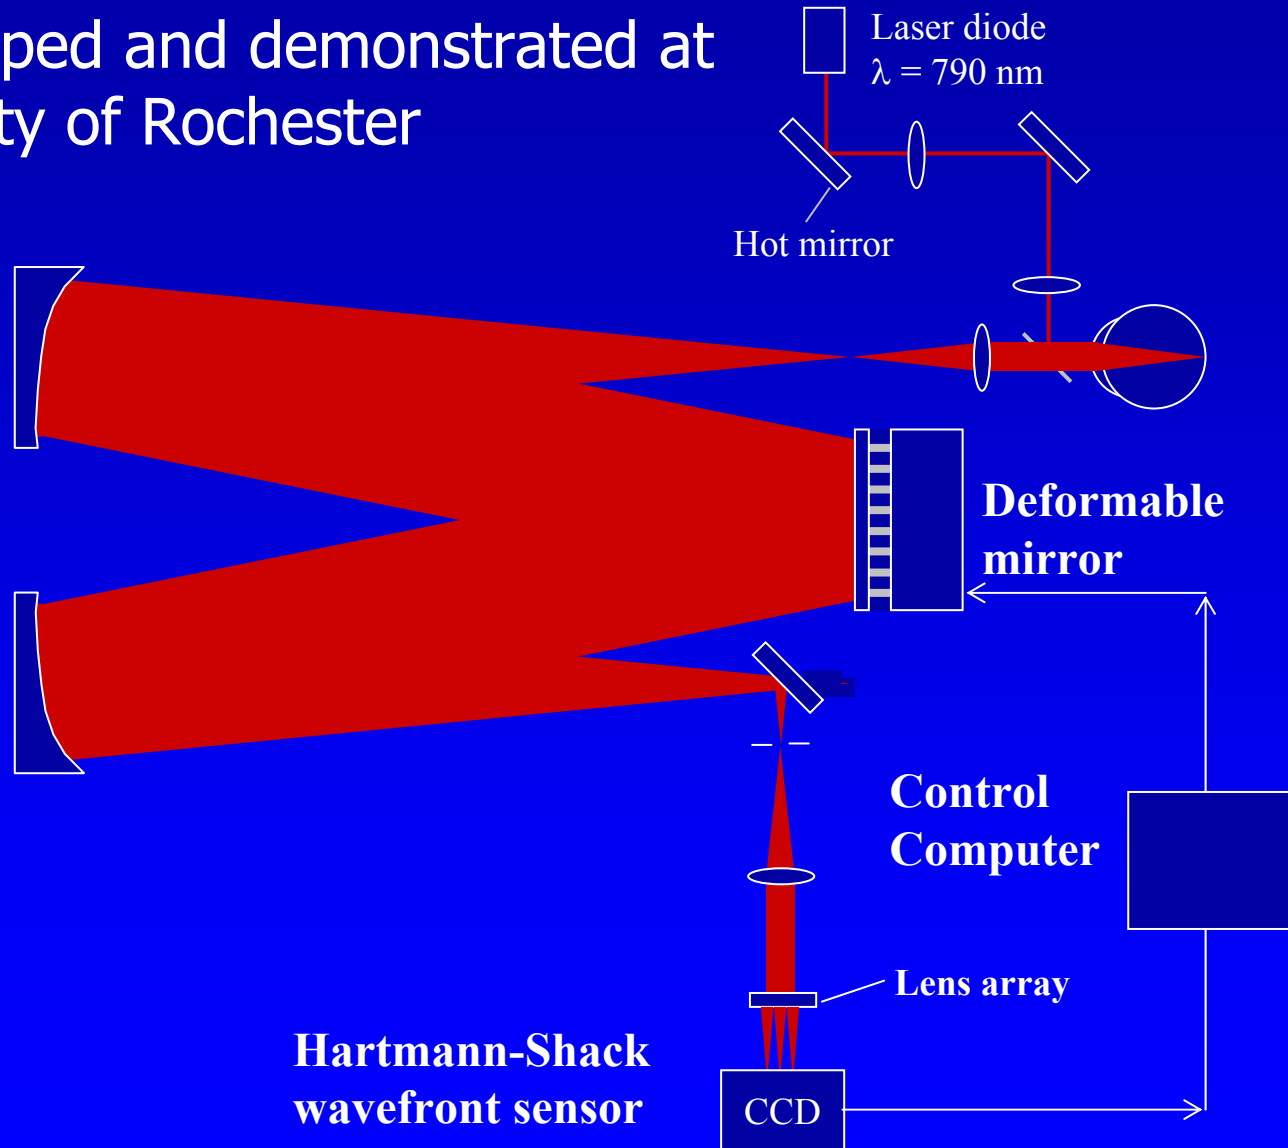 ped and demonstrated at
ty of Rochester
Laser diode
λ = 790 nm
Hot mirror
Deformable
mirror
Control
Computer
Lens array
Hartmann-Shack
wavefront sensor
CCD